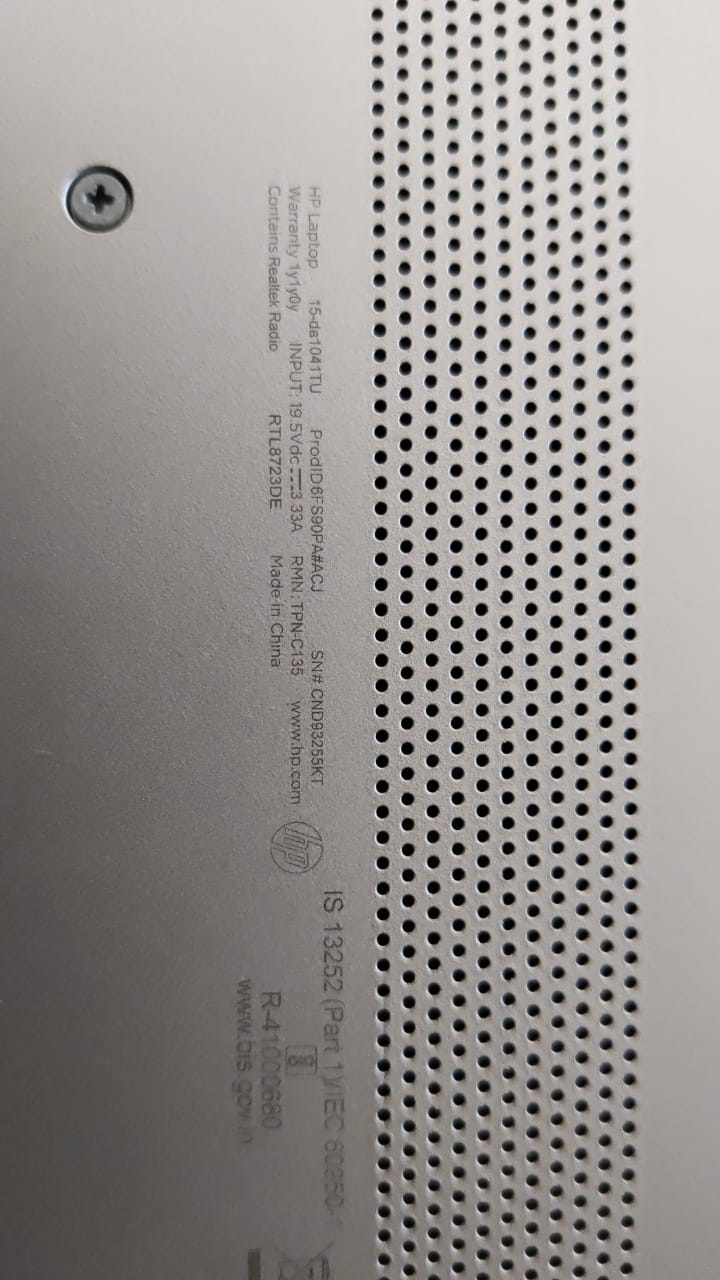 HP Laptop 15-da1041TU ProdID6FS90PA#ACJ SN# CND93255KT
Warranty 1y1y0y INPUT: 19.5Vdc⎓3.33A RMN: TPN-C135 www.hp.com
Contains Realtek Radio RTL8723DE Made in China
hp
IS 13252 (Part 1)/IEC 60950-1
R-41000680
www.bis.gov.in